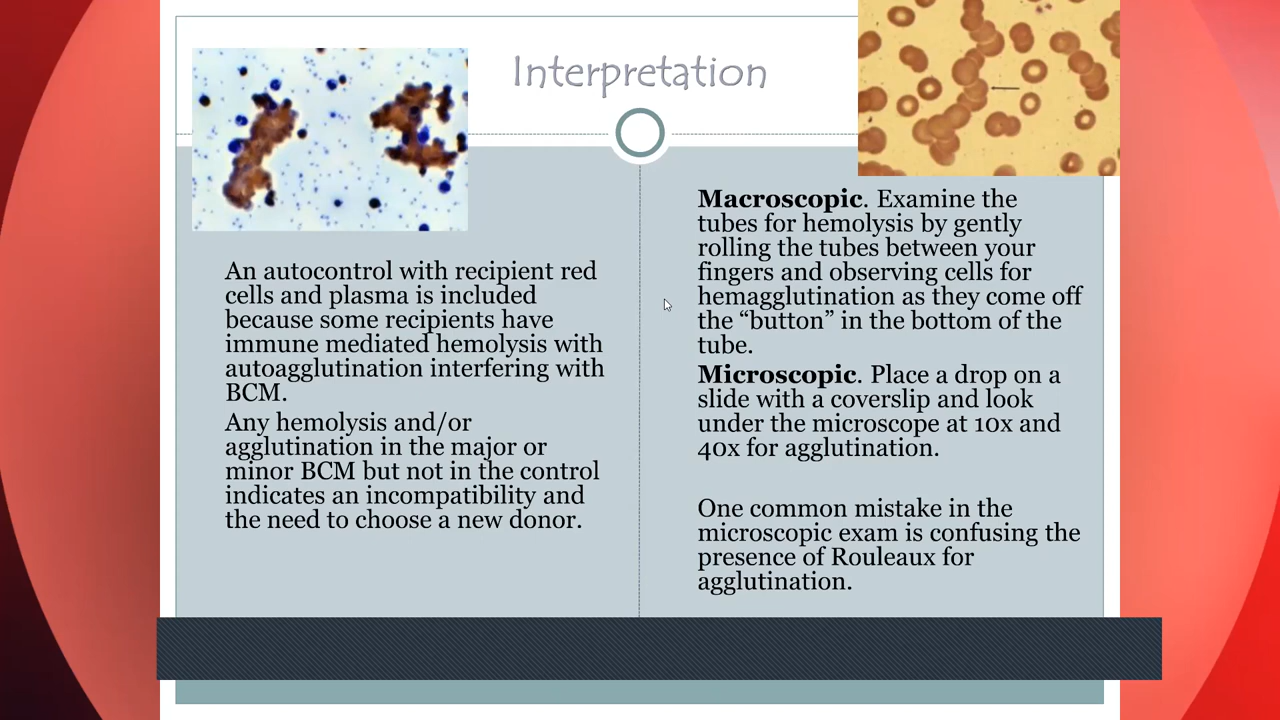 Interpretation
An autocontrol with recipient red
cells and plasma is included
because some recipients have
immune mediated hemolysis with
autoagglutination interfering with
BCM.
Any hemolysis and/or
agglutination in the major or
minor BCM but not in the control
indicates an incompatibility and
the need to choose a new donor.
Macroscopic. Examine the
tubes for hemolysis by gently
rolling the tubes between your
fingers and observing cells for
hemagglutination as they come off
the “button” in the bottom of the
tube.
Microscopic. Place a drop on a
slide with a coverslip and look
under the microscope at 10x and
40x for agglutination.
One common mistake in the
microscopic exam is confusing the
presence of Rouleaux for
agglutination.